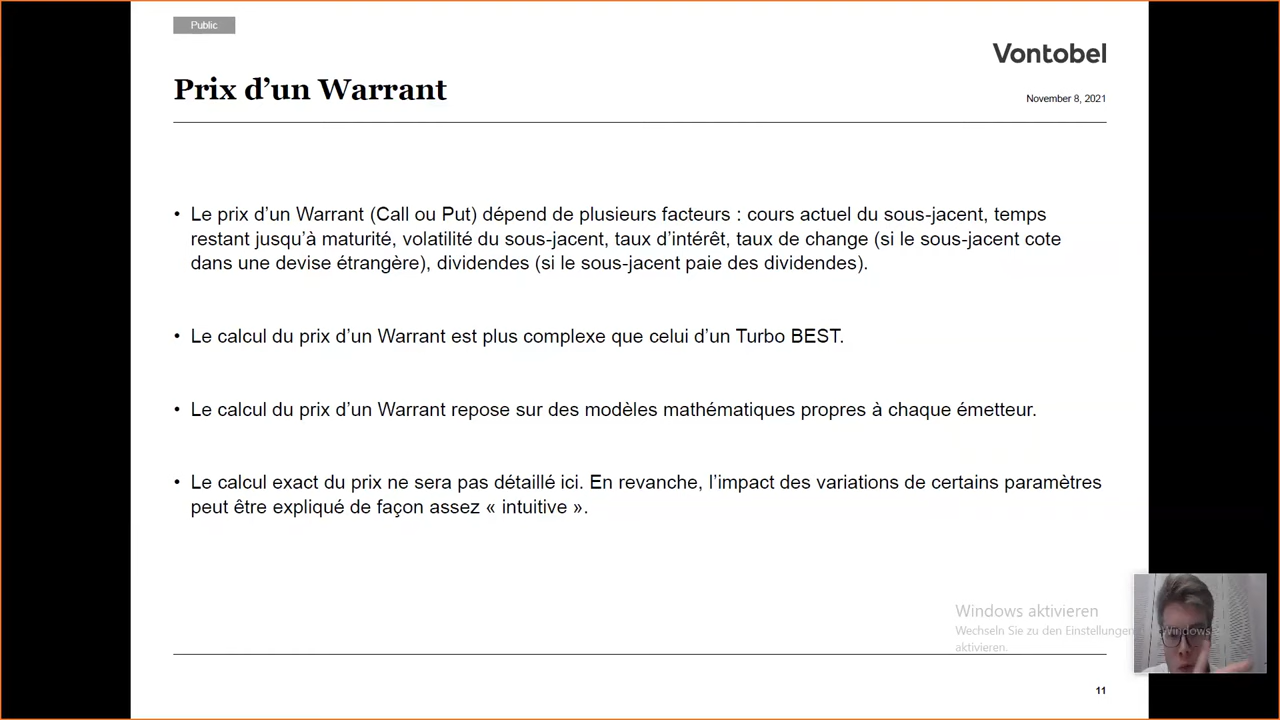 Public
Vontobel
Prix d’un Warrant
November 8, 2021
• Le prix d’un Warrant (Call ou Put) dépend de plusieurs facteurs : cours actuel du sous-jacent, temps
restant jusqu’à maturité, volatilité du sous-jacent, taux d’intérêt, taux de change (si le sous-jacent cote
dans une devise étrangère), dividendes (si le sous-jacent paie des dividendes).
• Le calcul du prix d’un Warrant est plus complexe que celui d’un Turbo BEST.
• Le calcul du prix d’un Warrant repose sur des modèles mathématiques propres à chaque émetteur.
• Le calcul exact du prix ne sera pas détaillé ici. En revanche, l’impact des variations de certains paramètres
peut être expliqué de façon assez « intuitive ».
Windows aktivieren
Wechseln Sie zu den Einstellungen Windows
aktivieren.
11